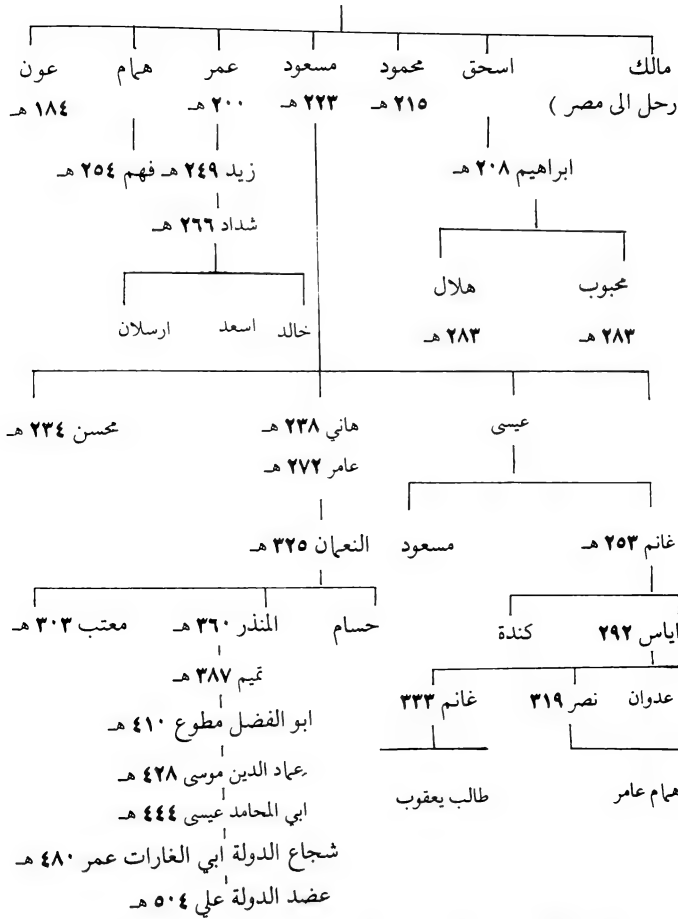 مالك اسحق محمود مسعود عمر همام عون
رحل الى مصر ) ٢١٥ هـ ٢٢٣ هـ ٢٠٠ هـ ١٨٤ هـ
ابراهيم ٢٠٨ هـ زيد ٢٤٩ هـ فهم ٢٥٤ هـ
شداد ٢٦٦ هـ
محبوب هلال
خالد اسعد ارسلان
٢٨٣ هـ ٢٨٣ هـ
عيسى هاني ٢٣٨ هـ محسن ٢٣٤ هـ
عامر ٢٧٢ هـ
غانم ٢٥٣ هـ مسعود النعمان ٣٢٥ هـ
اياس ٢٩٢ كندة حسام المنذر ٣٦٠ هـ معتب ٣٠٣ هـ
تميم ٣٨٧ هـ
عدوان نصر ٣١٩ غانم ٣٣٣
ابو الفضل مطوع ٤١٠ هـ
عماد الدين موسى ٤٢٨ هـ
همام عامر طالب يعقوب
ابي المحامد عيسى ٤٤٤ هـ
شجاع الدولة ابي الغارات عمر ٤٨٠ هـ
عضد الدولة علي ٥٠٤ هـ